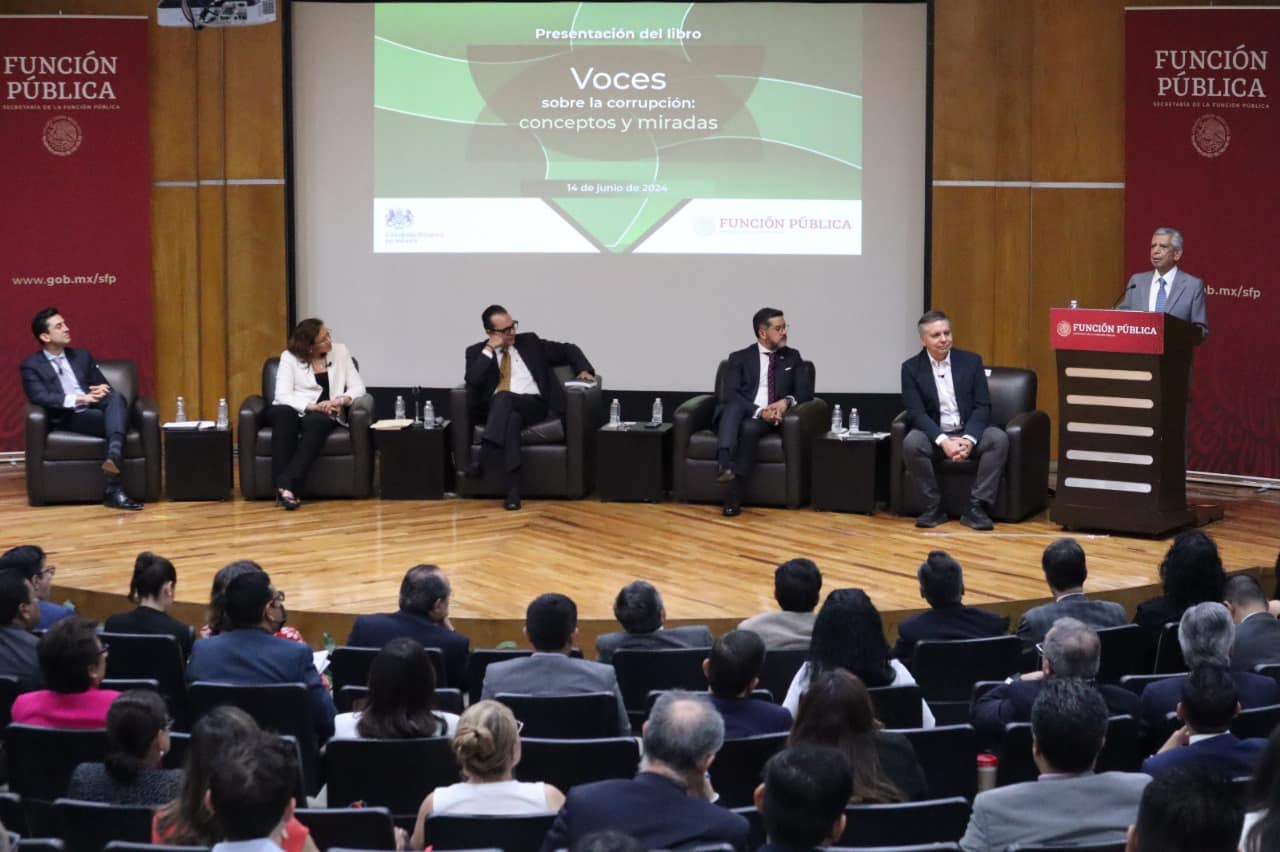 FUNCIÓN
PÚBLICA
SECRETARÍA DE LA FUNCIÓN PÚBLICA
www.gob.mx/sfp
Presentación del libro
Voces
sobre la corrupción:
conceptos y miradas
14 de junio de 2024
FUNCIÓN PÚBLICA
FUNCIÓN
PÚBLICA
SECRETARÍA DE LA FUNCIÓN PÚBLICA
gob.mx/sfp
FUNCIÓN PÚBLICA